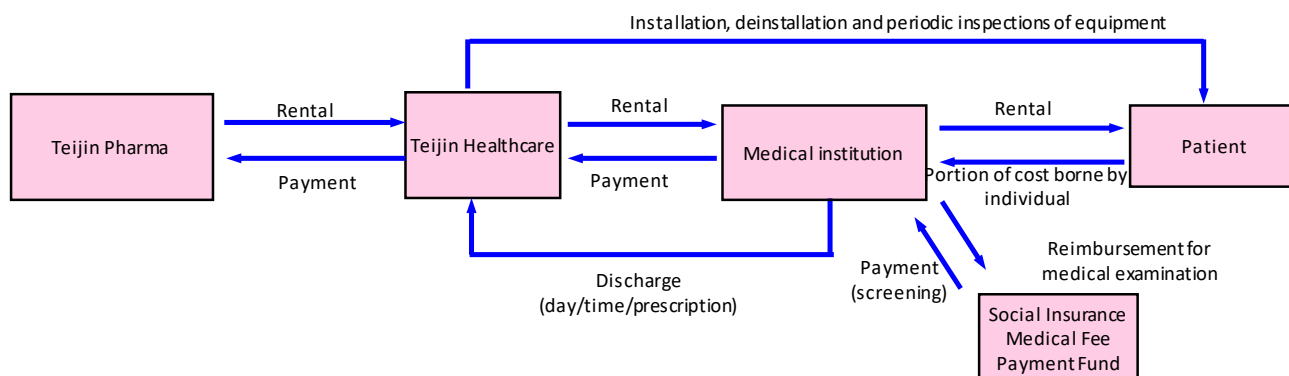 Installation, deinstallation and periodic inspections of equipment
Teijin Pharma
Rental
Payment
Teijin Healthcare
Rental
Payment
Medical institution
Rental
Portion of cost borne by
individual
Patient
Discharge
(day/time/prescription)
Payment
(screening)
Reimbursement for
medical examination
Social Insurance
Medical Fee
Payment Fund